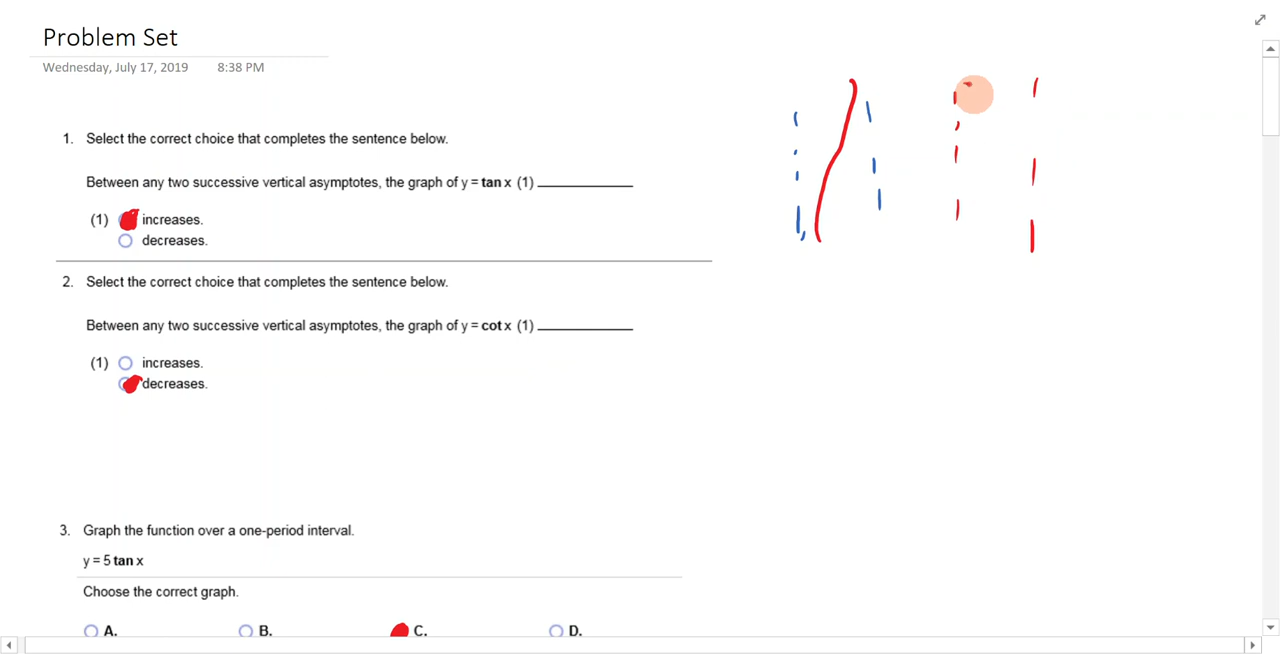 Problem Set
Wednesday, July 17, 2019 8:38 PM
1. Select the correct choice that completes the sentence below.
Between any two successive vertical asymptotes, the graph of y = tan x (1) ________
(1) increases.
decreases.
2. Select the correct choice that completes the sentence below.
Between any two successive vertical asymptotes, the graph of y = cot x (1) ________
(1) increases.
decreases.
3. Graph the function over a one-period interval.
y = 5 tan x
Choose the correct graph.
A. B. C. D.